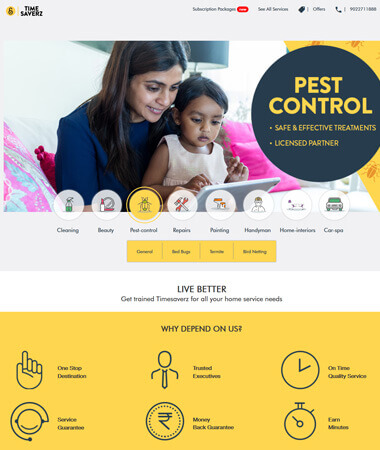 TIME
SAVERZ
Subscription Packages new
See All Services
| Offers
| 9922711888
PEST
CONTROL
• SAFE & EFFECTIVE TREATMENTS
• LICENSED PARTNER
Cleaning
Beauty
Pest-control
Repairs
Painting
Handyman
Home-interiors
Car-spa
General
Bed Bugs
Termite
Bird Netting
LIVE BETTER
Get trained Timesaverz for all your home service needs
WHY DEPEND ON US?
One Stop
Destination
Trusted
Executives
On Time
Quality Service
Service
Guarantee
Money
Back Guarantee
Earn
Minutes